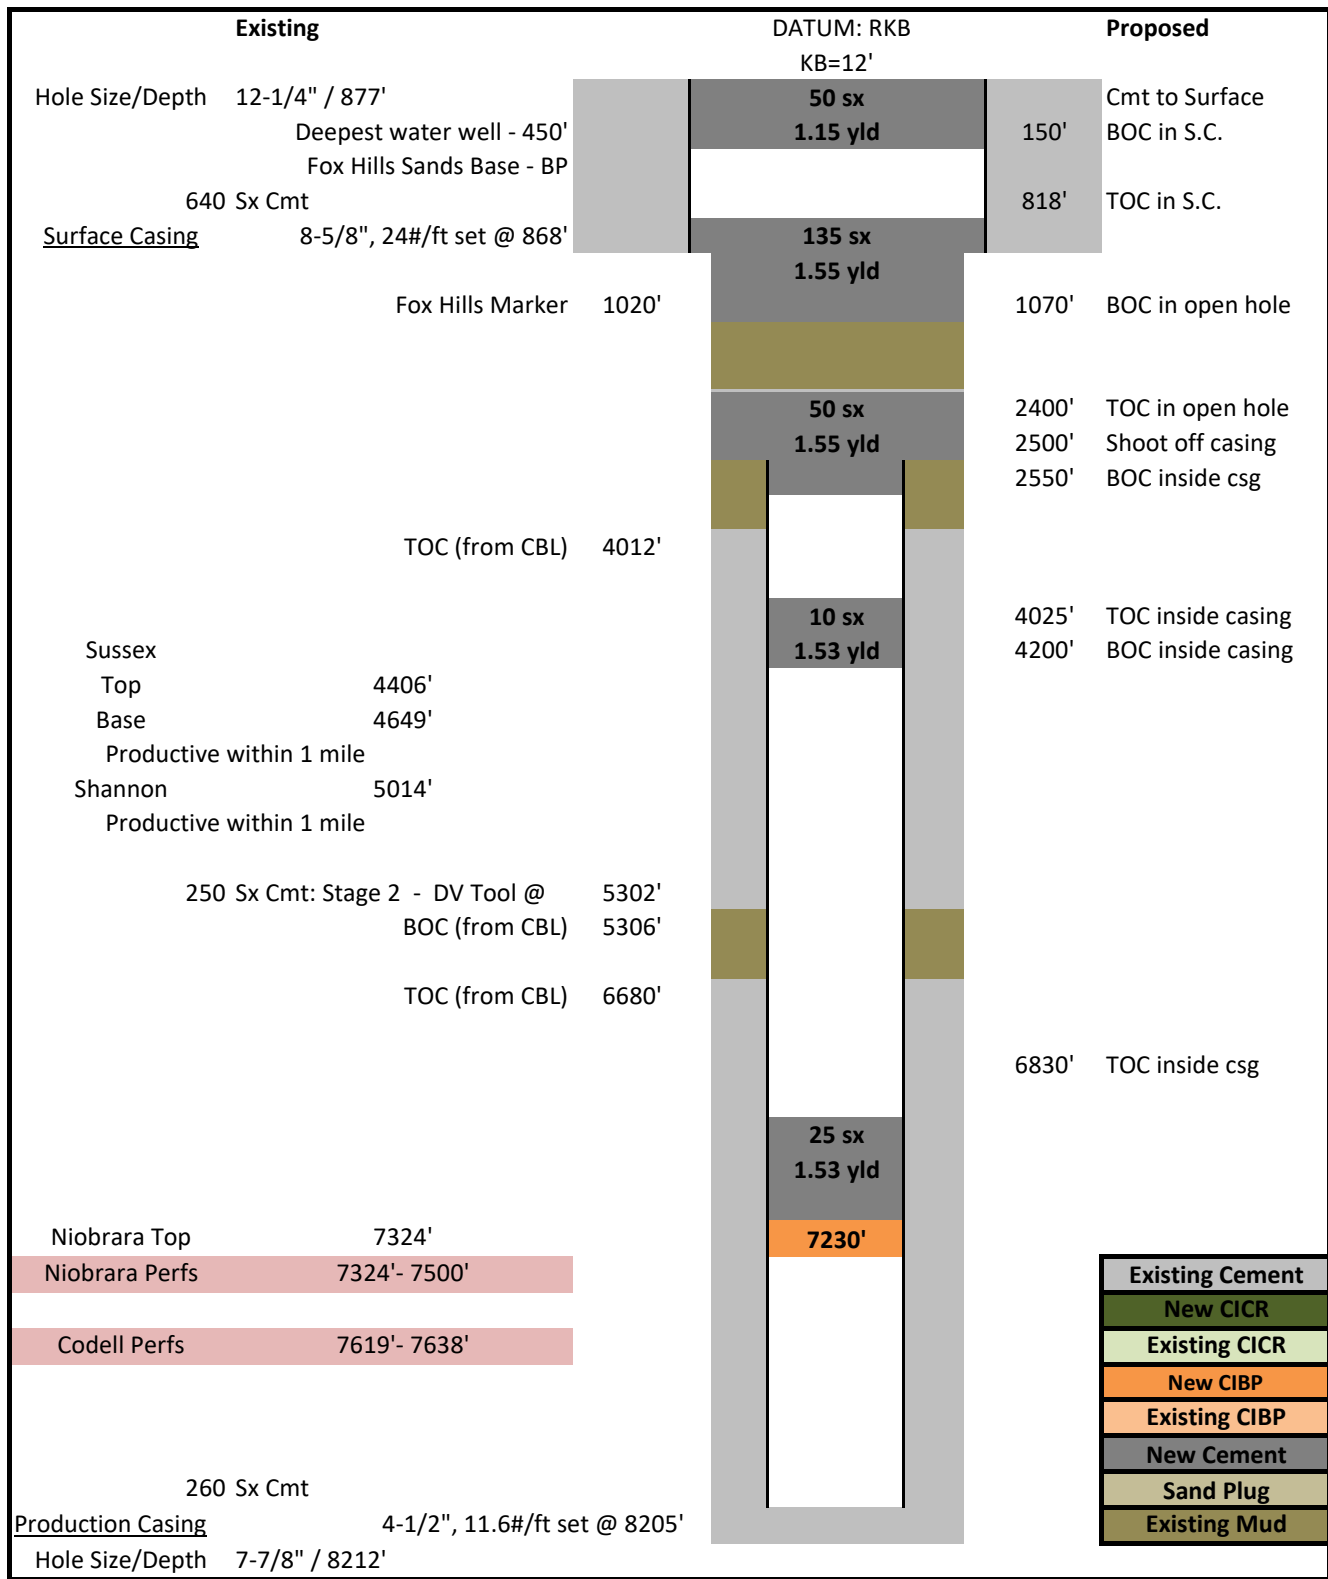 Existing DATUM: RKB Proposed
KB=12'
Hole Size/Depth 12-1/4" / 877' 50 sx Cmt to Surface
Deepest water well - 450' 1.15 yld 150' BOC in S.C.
Fox Hills Sands Base - BP
640 Sx Cmt 818' TOC in S.C.
Surface Casing 8-5/8", 24#/ft set @ 868' 135 sx
1.55 yld
Fox Hills Marker 1020' 1070' BOC in open hole
50 sx 2400' TOC in open hole
1.55 yld 2500' Shoot off casing
2550' BOC inside csg
TOC (from CBL) 4012'
10 sx 4025' TOC inside casing
Sussex 1.53 yld 4200' BOC inside casing
Top 4406'
Base 4649'
Productive within 1 mile
Shannon 5014'
Productive within 1 mile
250 Sx Cmt: Stage 2 - DV Tool @ 5302'
BOC (from CBL) 5306'
TOC (from CBL) 6680'
6830' TOC inside csg
25 sx
1.53 yld
Niobrara Top 7324' 7230'
Niobrara Perfs 7324'- 7500' Existing Cement
New CICR
Codell Perfs 7619'- 7638' Existing CICR
New CIBP
Existing CIBP
New Cement
260 Sx Cmt Sand Plug
Production Casing 4-1/2", 11.6#/ft set @ 8205' Existing Mud
Hole Size/Depth 7-7/8" / 8212'